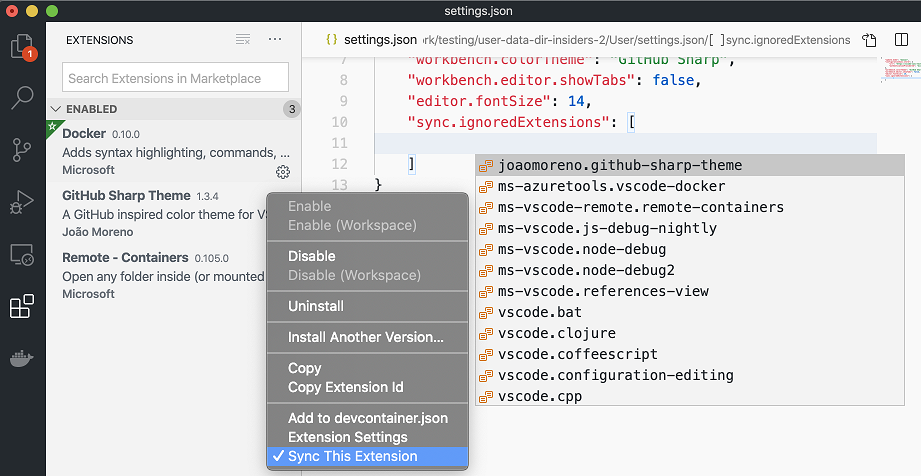 settings.json
1
EXTENSIONS
Search Extensions in Marketplace
ENABLED 3
Docker 0.10.0
Adds syntax highlighting, commands, ...
Microsoft
GitHub Sharp Theme 1.3.4
A GitHub inspired color theme for VS
João Moreno
Remote - Containers 0.105.0
Open any folder inside (or mounted
Microsoft
Enable
Enable (Workspace)
Disable
Disable (Workspace)
Uninstall
Install Another Version...
Copy
Copy Extension Id
Add to devcontainer.json
Extension Settings
✓ Sync This Extension
{} settings.json ork/testing/user-data-dir-insiders-2/User/settings.json/[ ]sync.ignoredExtensions
7 "workbench.colorTheme": "GitHub Sharp",
8 "workbench.editor.showTabs": false,
9 "editor.fontSize": 14,
10 "sync.ignoredExtensions": [
11
12 ]
13 }
joaomoreno.github-sharp-theme
ms-azuretools.vscode-docker
ms-vscode-remote.remote-containers
ms-vscode.js-debug-nightly
ms-vscode.node-debug
ms-vscode.node-debug2
ms-vscode.references-view
vscode.bat
vscode.clojure
vscode.coffeescript
vscode.configuration-editing
vscode.cpp